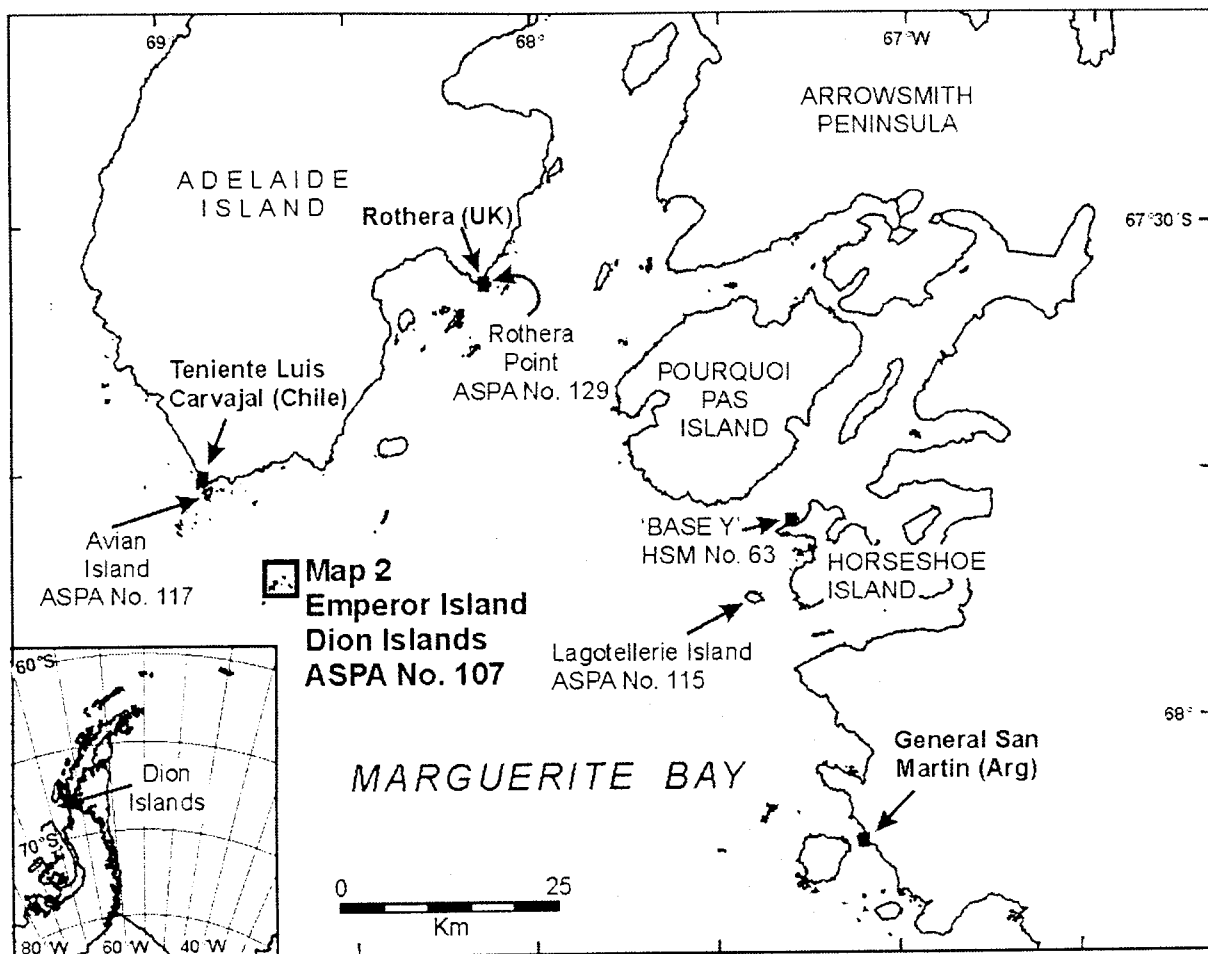 69°
68°
67°W
ARROWSMITH
PENINSULA
ADELAIDE
ISLAND
Rothera (UK)
67°30´S
Rothera
Point
ASPA No. 129
Teniente Luis
Carvajal (Chile)
POURQUOI
PAS
ISLAND
Avian
Island
ASPA No. 117
'BASE Y'
HSM No. 63
HORSESHOE
ISLAND
Map 2
Emperor Island
Dion Islands
ASPA No. 107
Lagotellerie Island
ASPA No. 115
60°S
68°
General San
Martin (Arg)
MARGUERITE BAY
Dion
Islands
70°S
0 25
Km
80°W 60°W 40°W